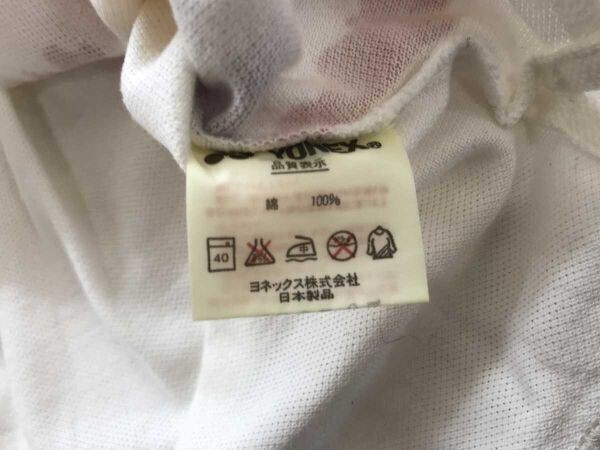 YONEX®
品質表示
綿 100%
40 中
ヨネックス株式会社
日本製品